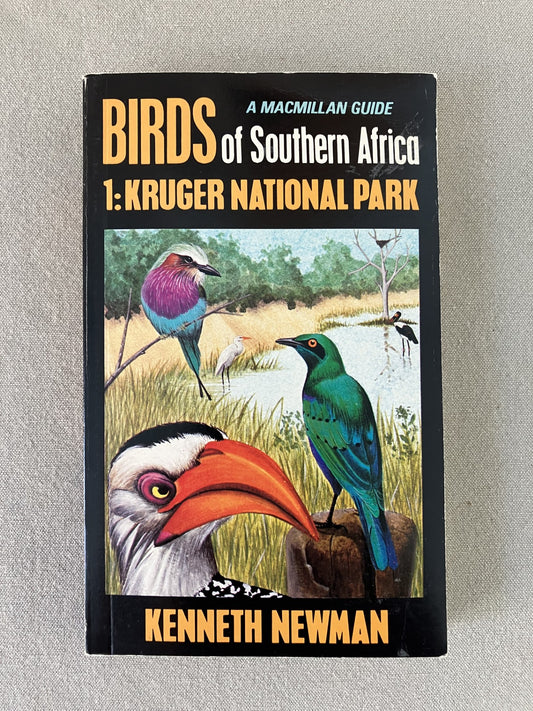 A MACMILLAN GUIDE
BIRDS of Southern Africa
1: KRUGER NATIONAL PARK
KENNETH NEWMAN